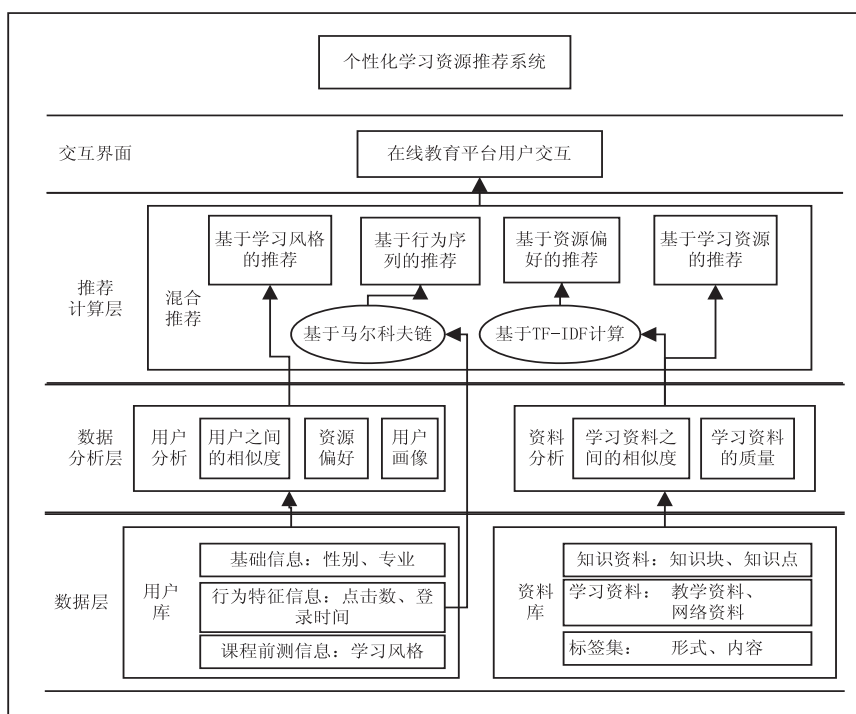 个性化学习资源推荐系统
交互界面
在线教育平台用户交互
推荐
计算层
混合
推荐
基于学习风格
的推荐
基于行为序
列的推荐
基于资源偏
好的推荐
基于学习资源
的推荐
基于马尔科夫链
基于TF-IDF计算
数据
分析层
用户
分析
用户之间
的相似度
资源
偏好
用户
画像
资料
分析
学习资料之
间的相似度
学习资料
的质量
数据层
用户
库
基础信息：性别、专业
行为特征信息：点击数、登
录时间
课程前测信息：学习风格
资料
库
知识资料：知识块、知识点
学习资料： 教学资料、
网络资料
标签集： 形式、内容